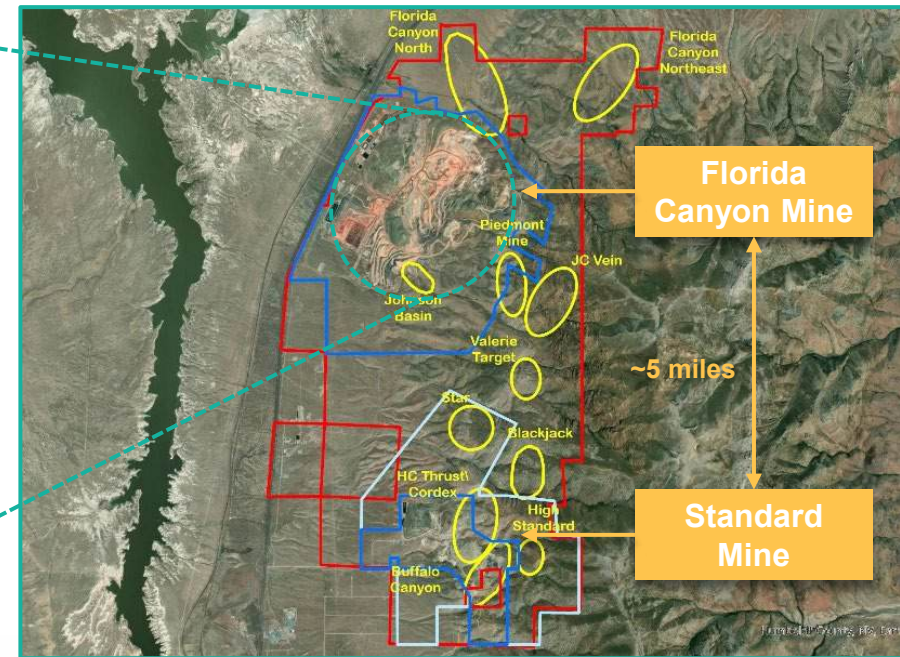 Florida
Canyon
North
Florida
Canyon
Northeast
Florida
Canyon Mine
Piedmont
Mine
JC Vein
Johnson
Basin
Valerie
Target
~5 miles
Star
Blackjack
HC Thrust\
Cordex
High
Standard
Standard
Mine
Buffalo
Canyon